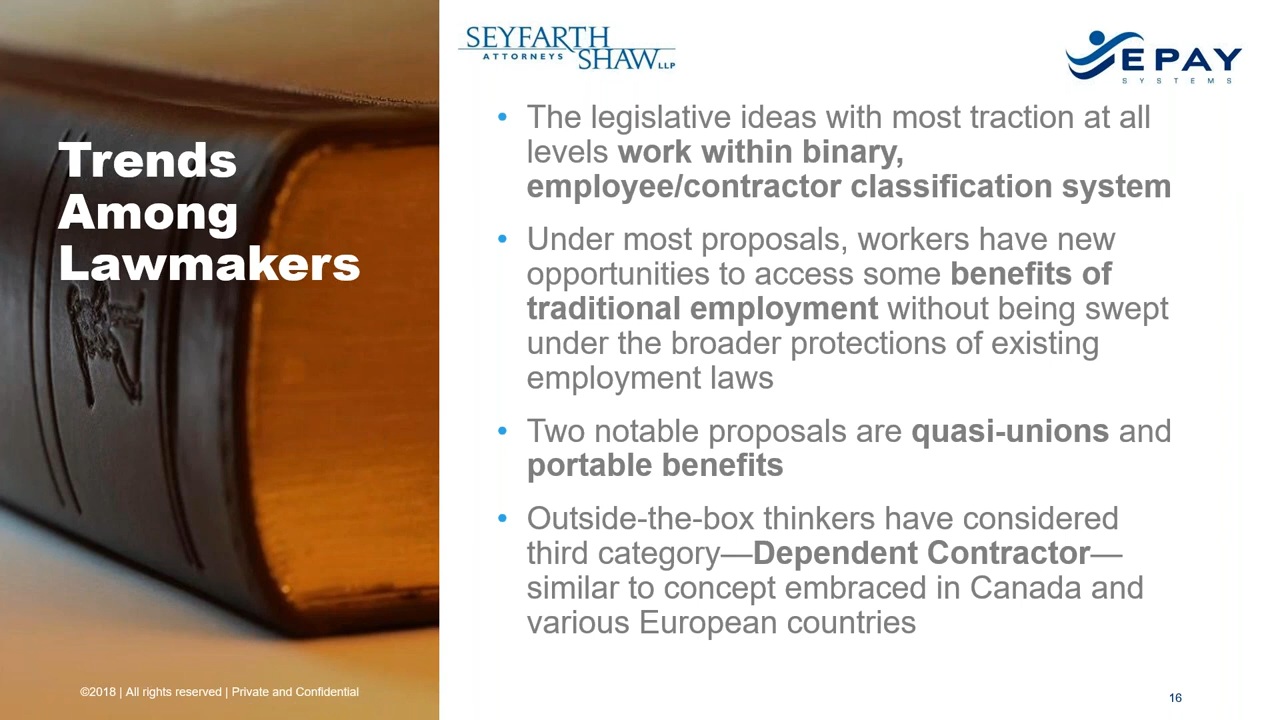 SEYFARTH
ATTORNEYS SHAW LLP
EPAY
SYSTEMS
Trends
Among
Lawmakers
• The legislative ideas with most traction at all
levels work within binary,
employee/contractor classification system
• Under most proposals, workers have new
opportunities to access some benefits of
traditional employment without being swept
under the broader protections of existing
employment laws
• Two notable proposals are quasi-unions and
portable benefits
• Outside-the-box thinkers have considered
third category—Dependent Contractor—
similar to concept embraced in Canada and
various European countries
©2018 | All rights reserved | Private and Confidential
16